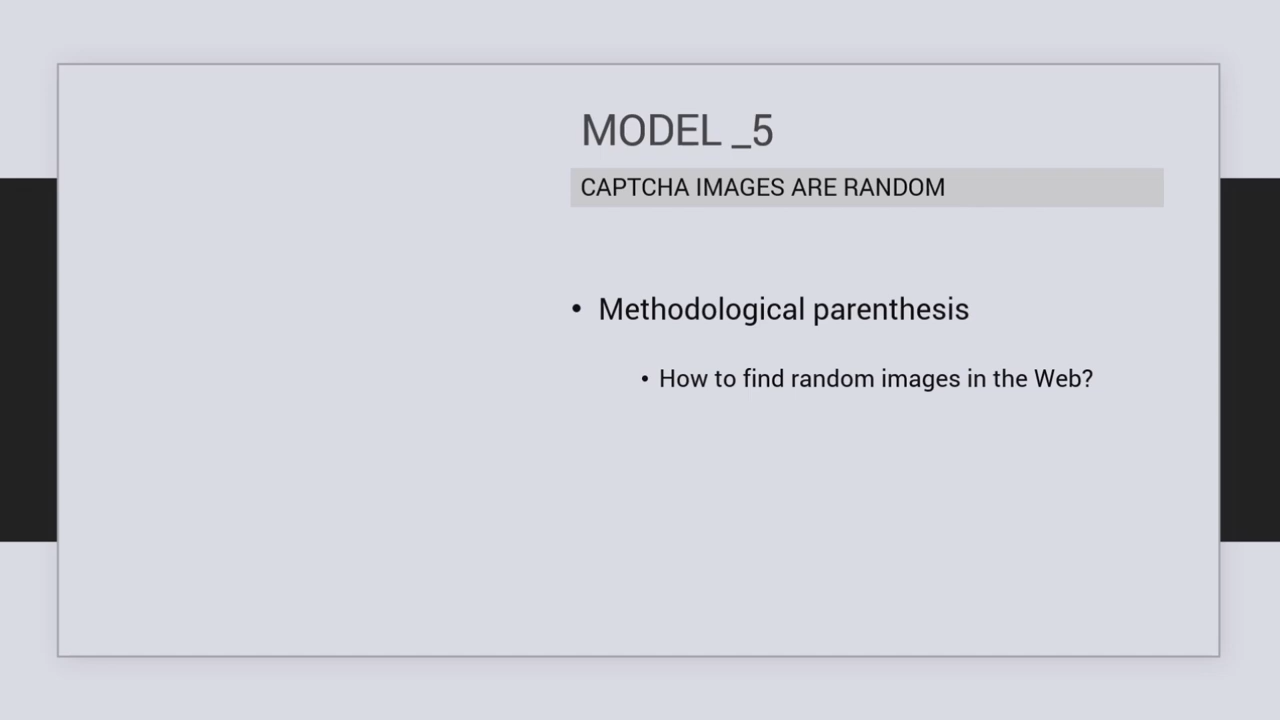 MODEL _5
CAPTCHA IMAGES ARE RANDOM
• Methodological parenthesis
• How to find random images in the Web?